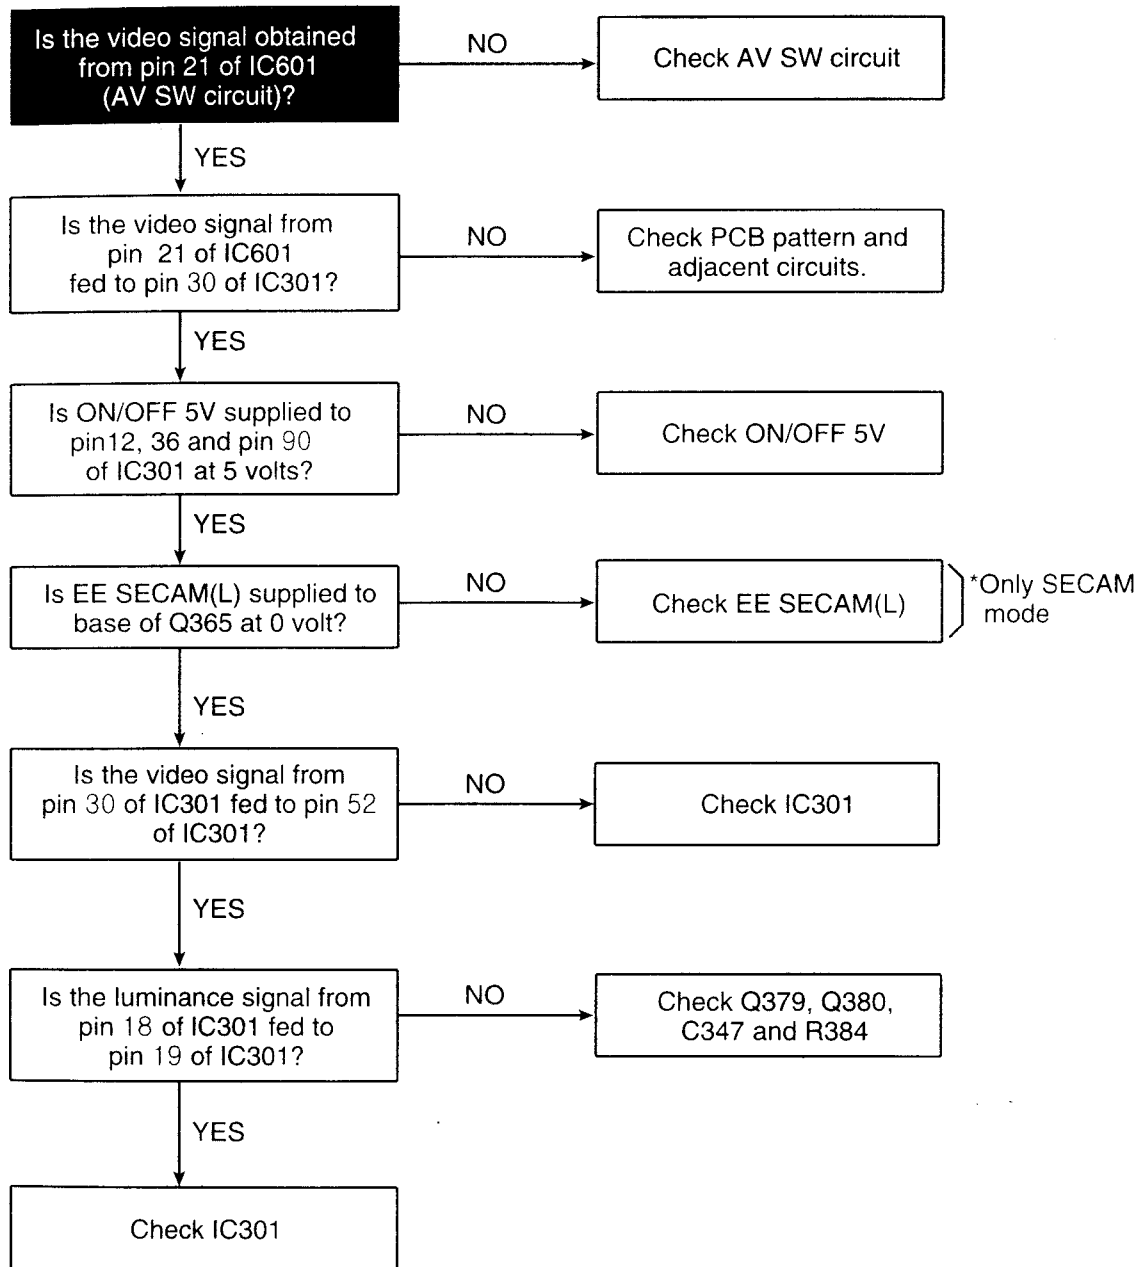 Is the video signal obtained
from pin 21 of IC601
(AV SW circuit)?
NO
Check AV SW circuit
YES
Is the video signal from
pin 21 of IC601
fed to pin 30 of IC301?
NO
Check PCB pattern and
adjacent circuits.
YES
Is ON/OFF 5V supplied to
pin12, 36 and pin 90
of IC301 at 5 volts?
NO
Check ON/OFF 5V
YES
Is EE SECAM(L) supplied to
base of Q365 at 0 volt?
NO
Check EE SECAM(L)
*Only SECAM
mode
YES
Is the video signal from
pin 30 of IC301 fed to pin 52
of IC301?
NO
Check IC301
YES
Is the luminance signal from
pin 18 of IC301 fed to
pin 19 of IC301?
NO
Check Q379, Q380,
C347 and R384
YES
Check IC301